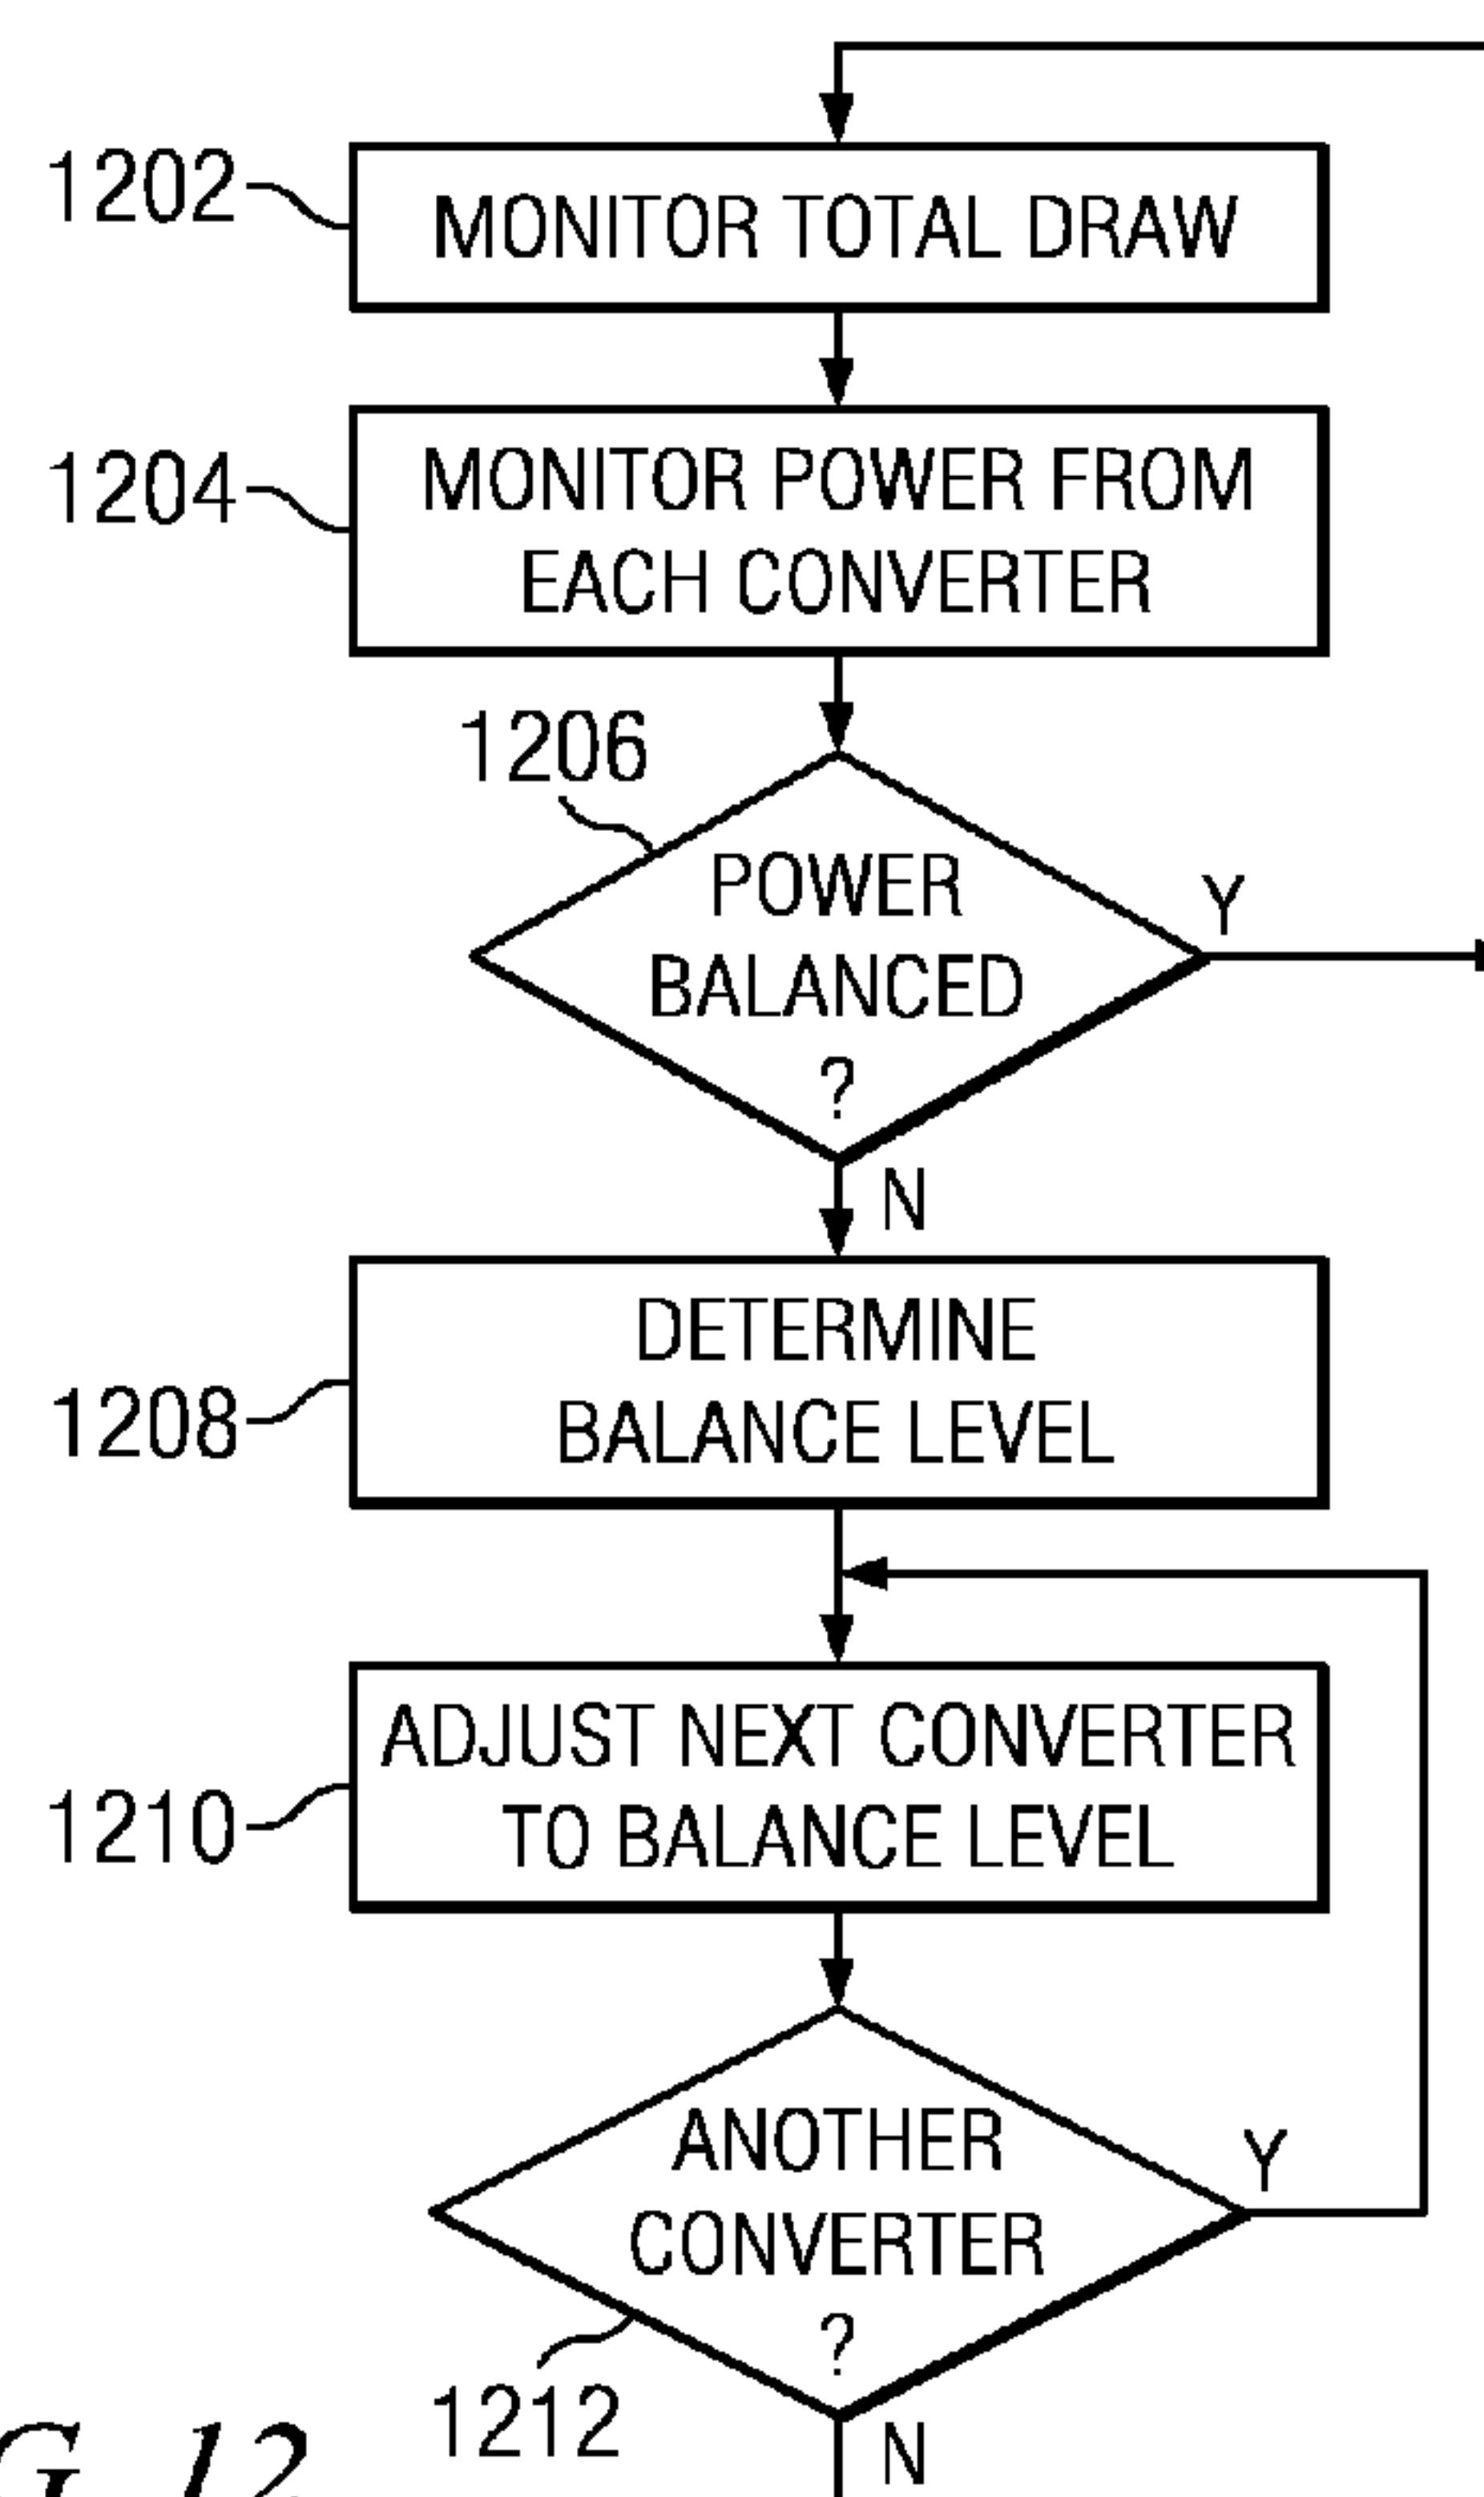 1202
MONITOR TOTAL DRAW
1204
MONITOR POWER FROM
EACH CONVERTER
1206
POWER
BALANCED
?
Y
N
DETERMINE
BALANCE LEVEL
1208
ADJUST NEXT CONVERTER
TO BALANCE LEVEL
1210
ANOTHER
CONVERTER
?
Y
1212
N
G. 12